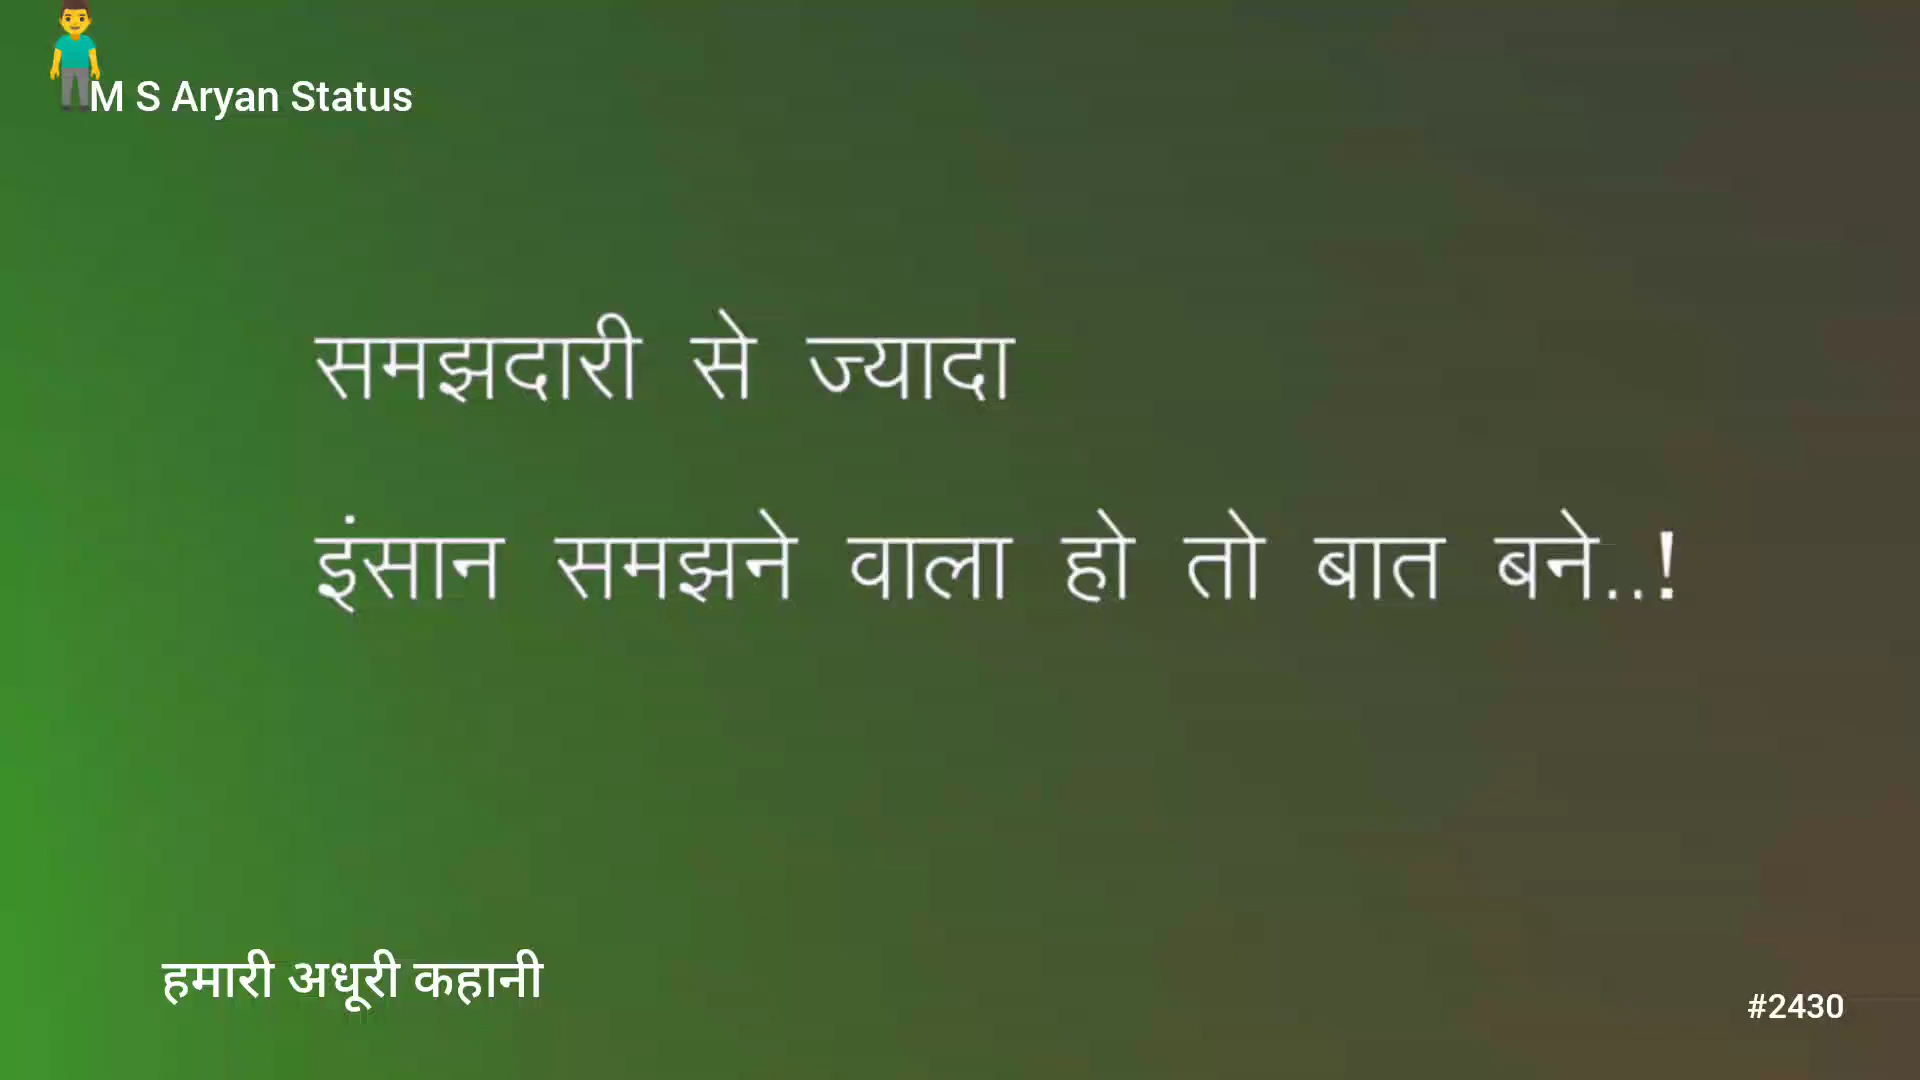 M S Aryan Status
समझदारी से ज्यादा
इंसान समझने वाला हो तो बात बने..!
हमारी अधूरी कहानी
#2430